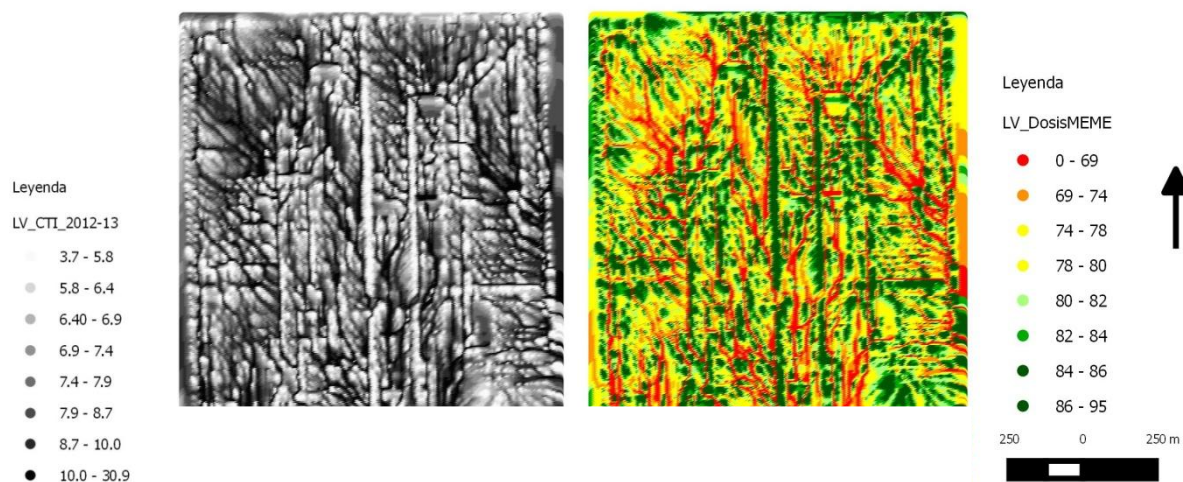 Leyenda
LV_CTI_2012-13
3.7 - 5.8
5.8 - 6.4
6.40 - 6.9
6.9 - 7.4
7.4 - 7.9
7.9 - 8.7
8.7 - 10.0
10.0 - 30.9
Leyenda
LV_DosisMEME
0 - 69
69 - 74
74 - 78
78 - 80
80 - 82
82 - 84
84 - 86
86 - 95
250 0 250 m